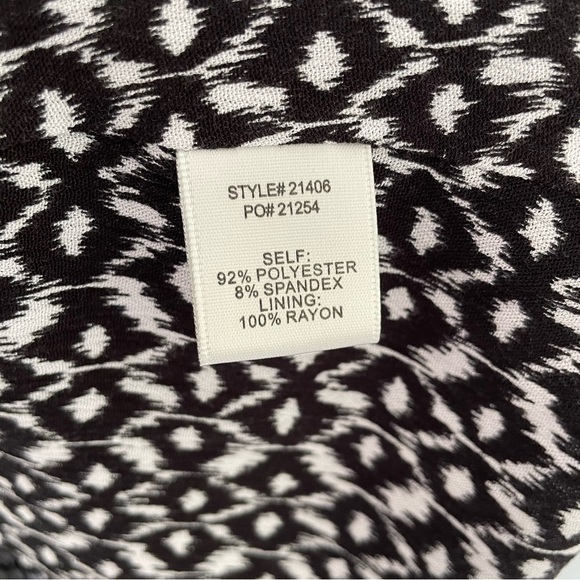 STYLE# 21406
PO# 21254
SELF:
92% POLYESTER
8% SPANDEX
LINING:
100% RAYON